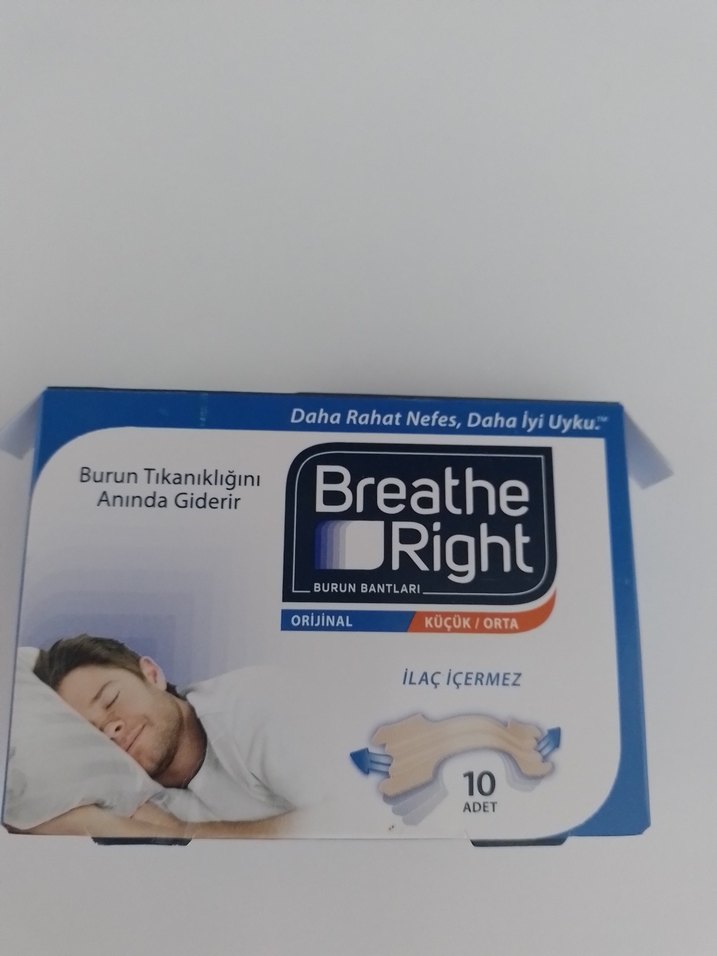 Daha Rahat Nefes, Daha İyi Uyku.™
Burun Tıkanıklığını
Anında Giderir
Breathe
Right
BURUN BANTLARI
ORİJİNAL
KÜÇÜK / ORTA
İLAÇ İÇERMEZ
10
ADET